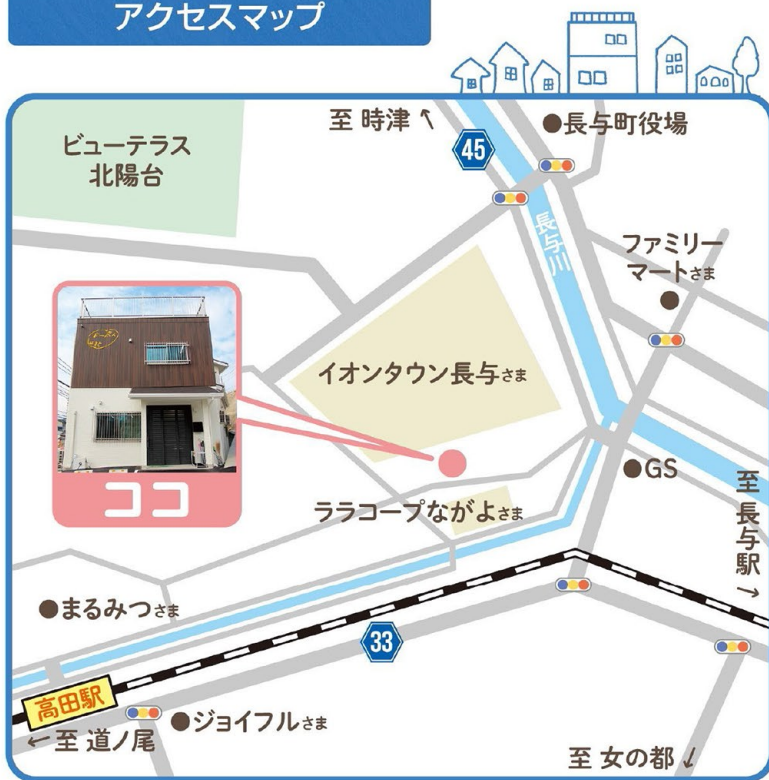 アクセスマップ
至 時津 ↖
●長与町役場
ビューテラス
北陽台
45
長与川
ファミリー
マートさま
イオンタウン長与さま
ココ
ララコープながよさま
●GS
至 長与駅 →
●まるみつさま
33
高田駅
●ジョイフルさま
← 至 道ノ尾
至 女の都 ↙